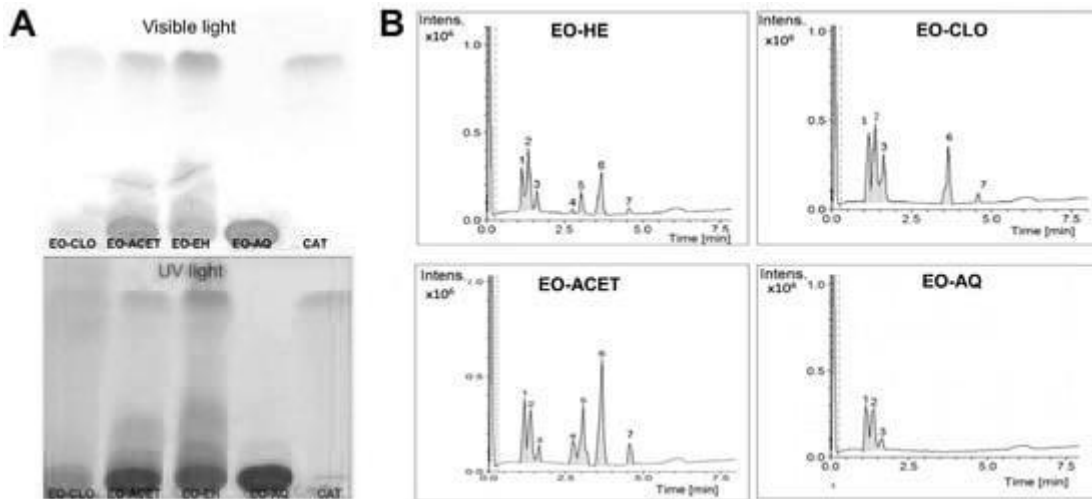 A
Visible light
EO-CLO EO-ACET EO-EH EO-AQ CAT
UV light
EO-CLO EO-ACET EO-EH EO-AQ CAT
B
Intens.
x10⁶
EO-HE
1.0
0.5
0.0
1 2 3 4 5 6 7
0.0 2.5 5.0 7.5
Time [min]
Intens.
x10⁶
EO-CLO
1.0
0.5
0.0
1 2 3 6 7
0.0 2.5 5.0 7.5
Time [min]
Intens.
x10⁶
EO-ACET
1.0
0.5
0.0
1 2 3 4 5 6 7
0.0 2.5 5.0 7.5
Time [min]
Intens.
x10⁶
EO-AQ
1.0
0.5
0.0
1 2 3
0.0 2.5 5.0 7.5
Time [min]